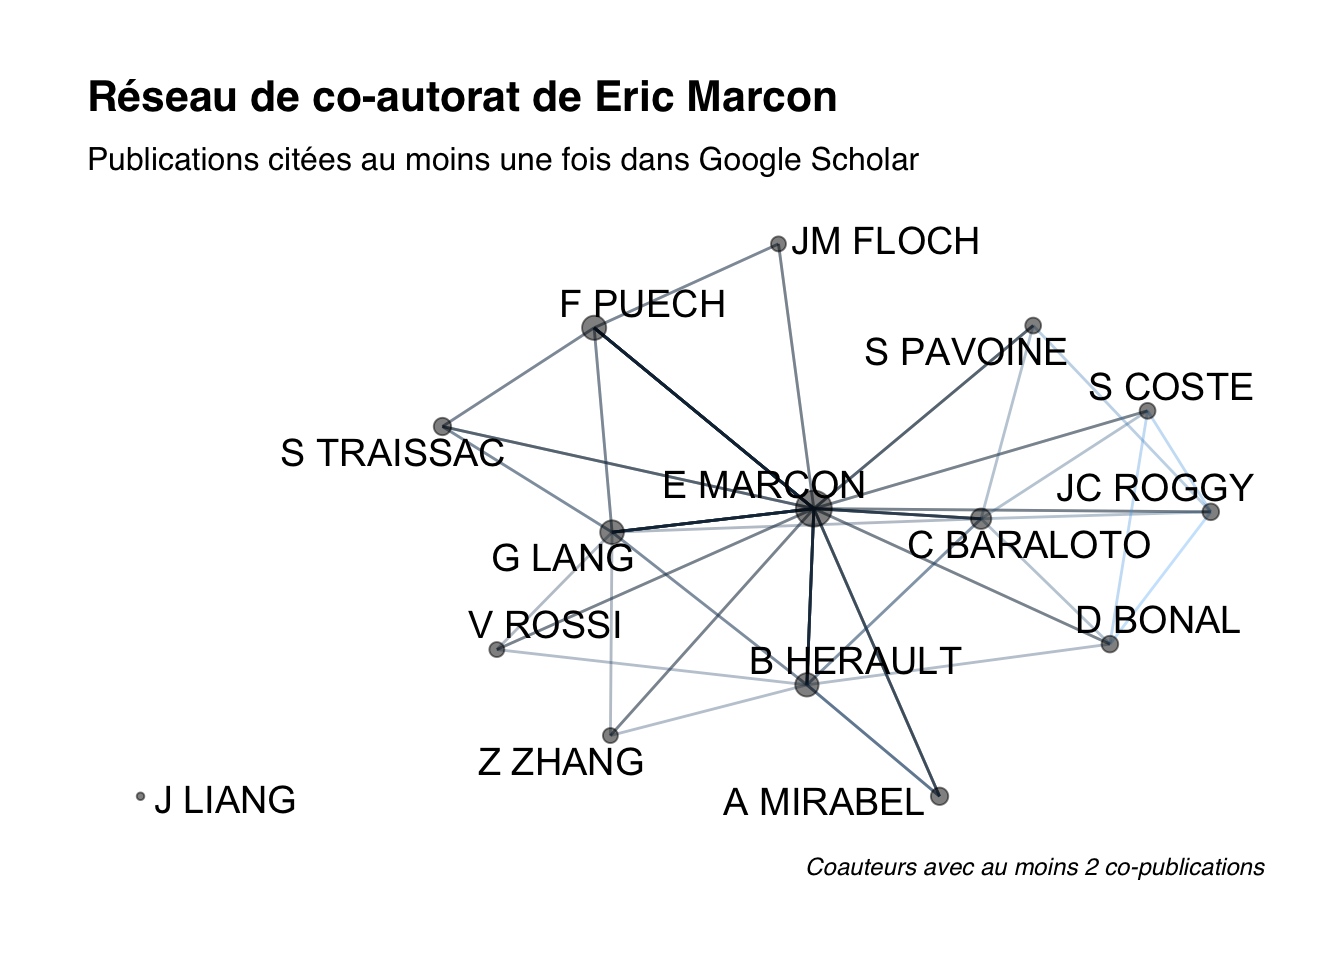 Réseau de co-autorat de Eric Marcon
Publications citées au moins une fois dans Google Scholar
JM FLOCH
F PUECH
S PAVOINE
S COSTE
S TRAISSAC
E MARCON
JC ROGGY
G LANG
C BARALOTO
V ROSSI
D BONAL
B HERAULT
Z ZHANG
J LIANG
A MIRABEL
Coauteurs avec au moins 2 co-publications